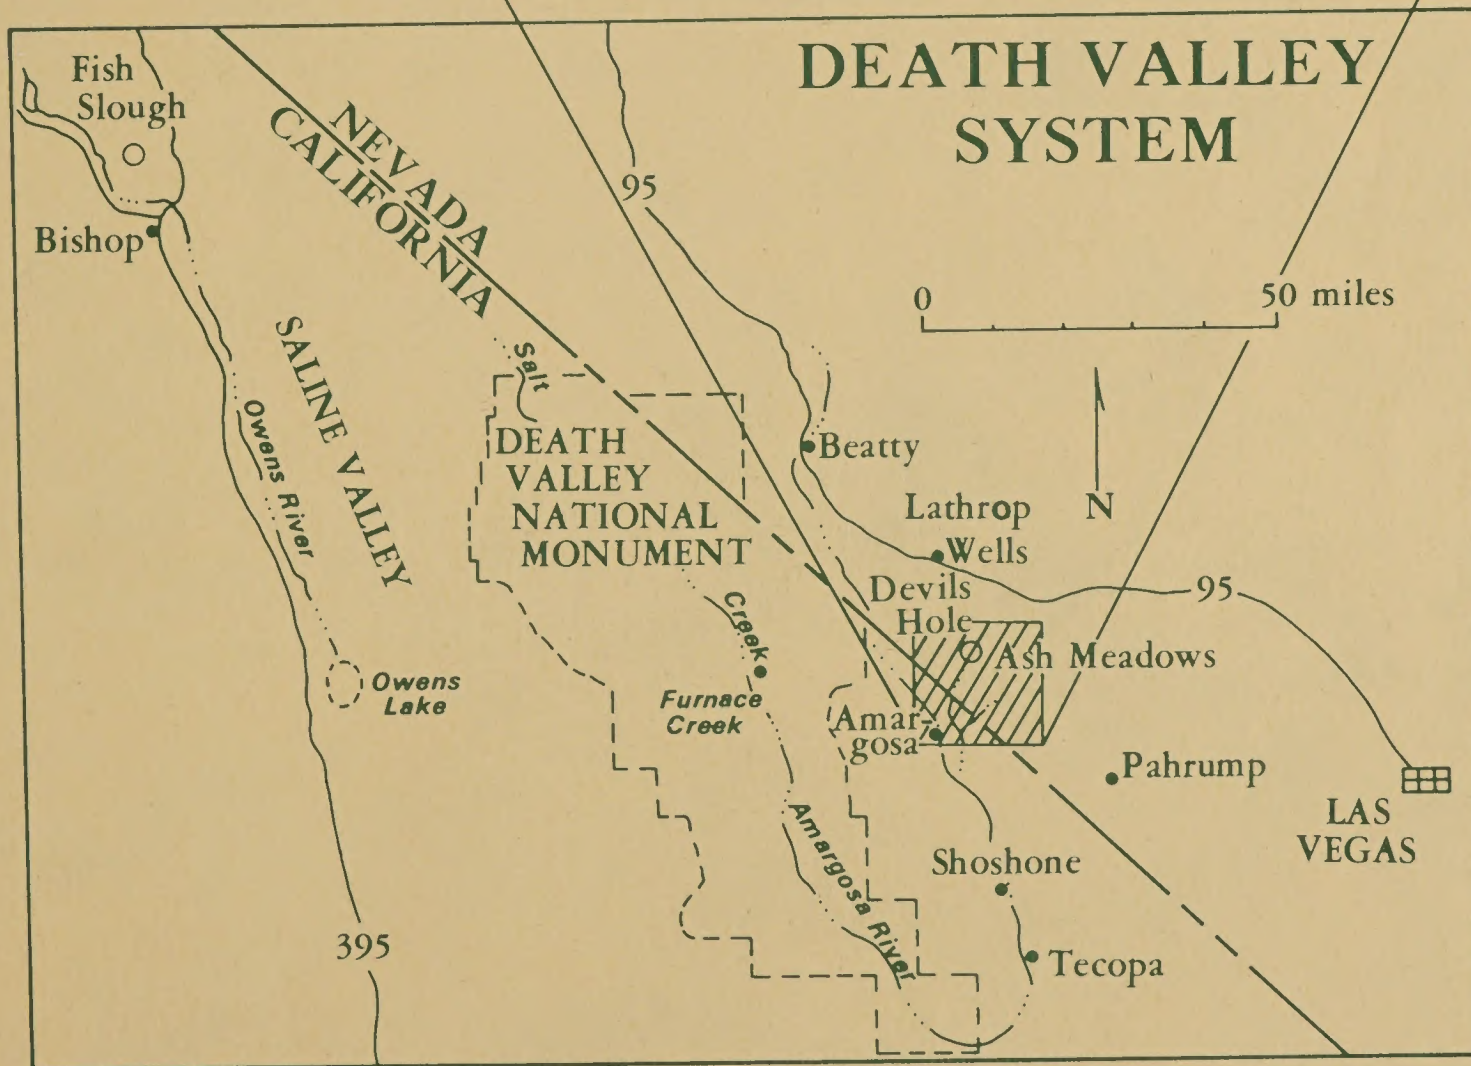 DEATH VALLEY
SYSTEM
Fish
Slough
NEVADA
CALIFORNIA
95
Bishop
0
50 miles
SALINE VALLEY
Salt
Owens River
DEATH
VALLEY
NATIONAL
MONUMENT
Beatty
Lathrop
Wells
N
Devils
Hole
95
Creek
Ash Meadows
Owens
Lake
Furnace
Creek
Amar-
gosa
Pahrump
Amargosa River
LAS
VEGAS
Shoshone
395
Tecopa